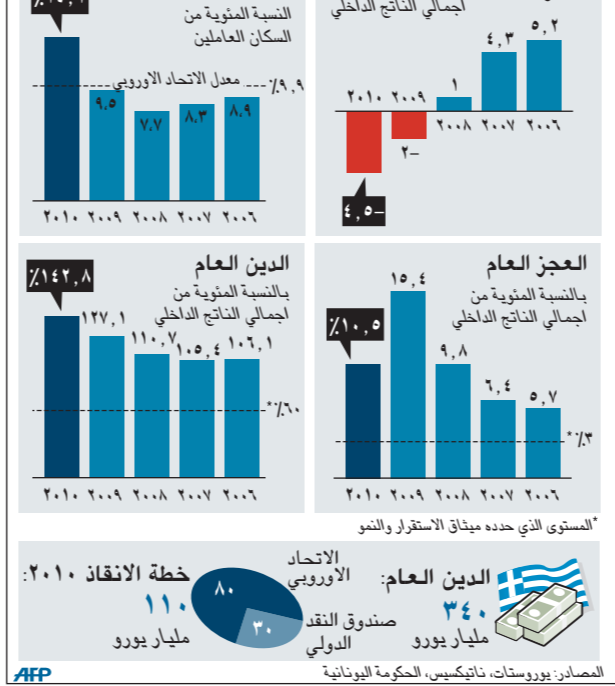 اجمالي الناتج الداخلي
٥,٢
٤,٣
١
٢–
٤,٥–
٢٠٠٦
٢٠٠٧
٢٠٠٨
٢٠٠٩
٢٠١٠
النسبة المئوية من
السكان العاملين
٪٩,٩
معدل الاتحاد الاوروبي
٨,٩
٨,٣
٧,٧
٩,٥
٢٠٠٦
٢٠٠٧
٢٠٠٨
٢٠٠٩
٢٠١٠
العجز العام
بالنسبة المئوية من
اجمالي الناتج الداخلي
٥,٧
٦,٤
٩,٨
١٥,٤
٪١٠,٥
*٪٣
٢٠٠٦
٢٠٠٧
٢٠٠٨
٢٠٠٩
٢٠١٠
الدين العام
بالنسبة المئوية من
اجمالي الناتج الداخلي
١٠٦,١
١٠٥,٤
١١٠,٧
١٢٧,١
٪١٤٢,٨
*٪٦٠
٢٠٠٦
٢٠٠٧
٢٠٠٨
٢٠٠٩
٢٠١٠
*المستوى الذي حدده ميثاق الاستقرار والنمو
الدين العام:
٣٤٠
مليار يورو
الاتحاد
الاوروبي
صندوق النقد
الدولي
٨٠
٣٠
خطة الانقاذ ٢٠١٠:
١١٠
مليار يورو
المصادر: يوروستات، ناتيكسيس، الحكومة اليونانية
AFP